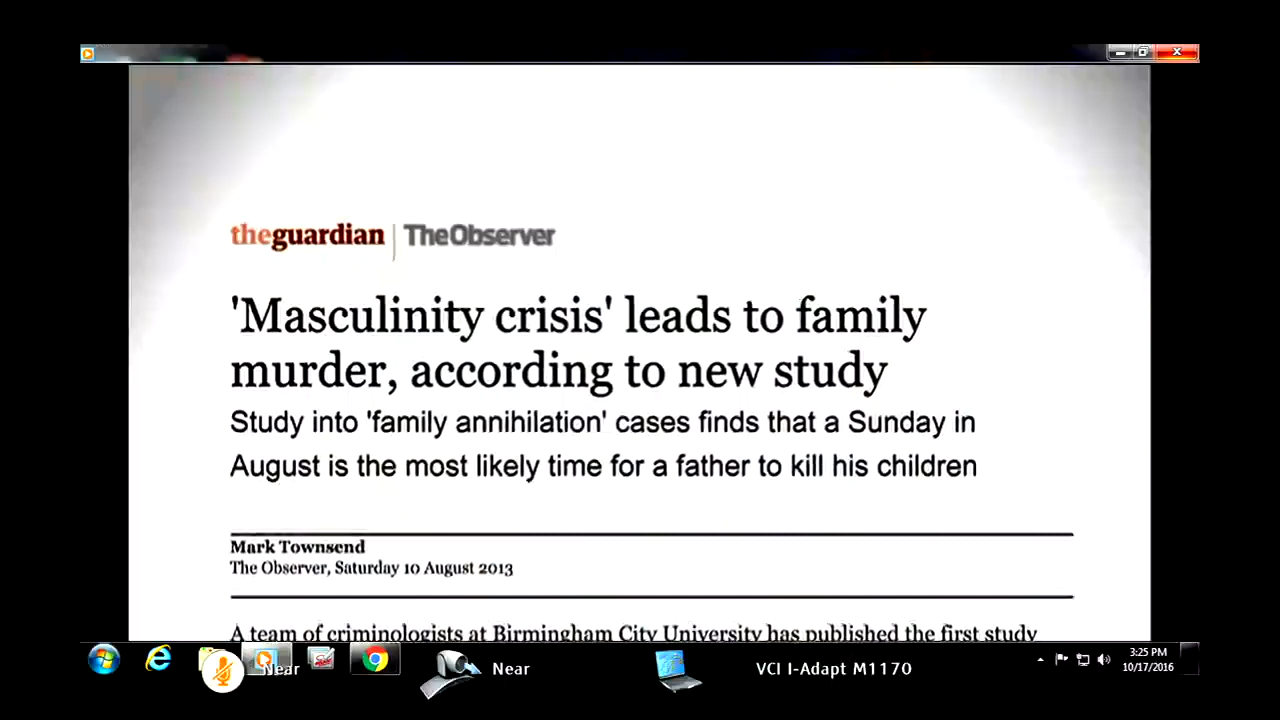 theguardian | TheObserver
'Masculinity crisis' leads to family
murder, according to new study
Study into 'family annihilation' cases finds that a Sunday in
August is the most likely time for a father to kill his children
Mark Townsend
The Observer, Saturday 10 August 2013
A team of criminologists at Birmingham City University has published the first study
Near
Near
VCI I-Adapt M1170
3:25 PM
10/17/2016